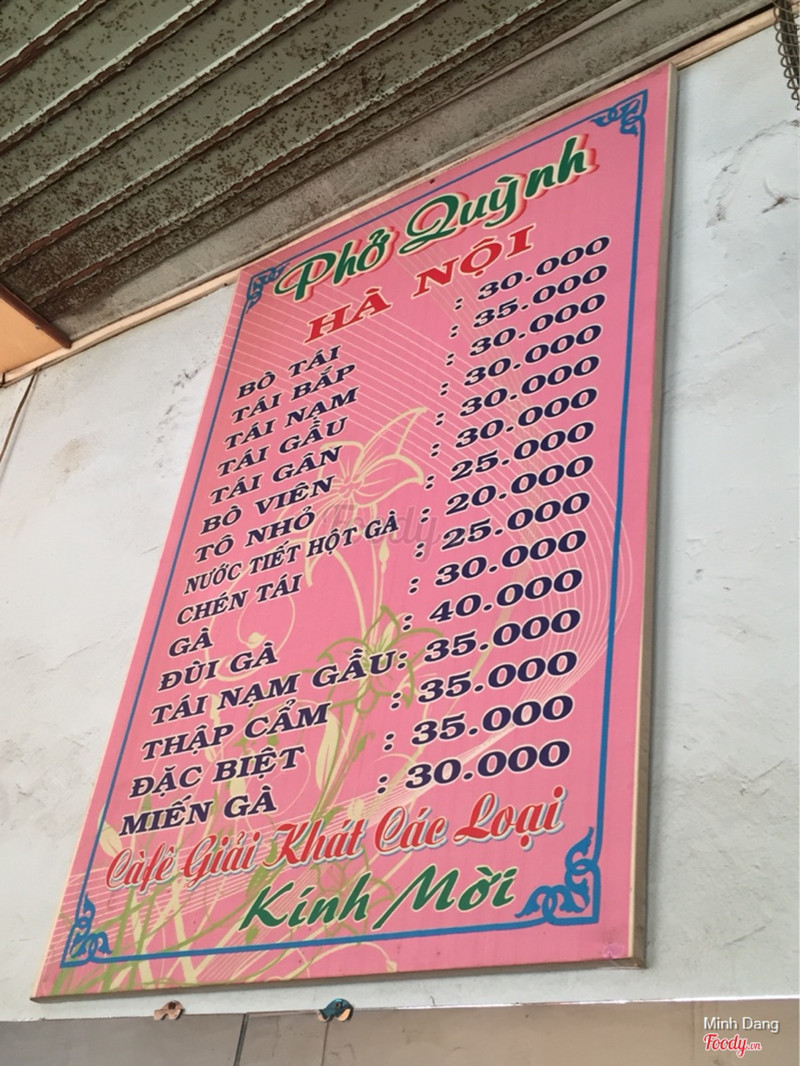 Phở Quỳnh
HÀ NỘI
BÒ TÁI : 30.000
TÁI BẮP : 35.000
TÁI NẠM : 30.000
TÁI GẦU : 30.000
TÁI GÂN : 30.000
BÒ VIÊN : 30.000
TÔ NHỎ : 25.000
NƯỚC TIẾT HỘT GÀ : 20.000
CHÉN TÁI : 25.000
GÀ : 30.000
ĐÙI GÀ : 40.000
TÁI NẠM GẦU: 35.000
THẬP CẨM : 35.000
ĐẶC BIỆT : 35.000
MIẾN GÀ : 30.000
Càfê Giải Khát Các Loại
Kính Mời
Foody
Minh Dang
Foody.vn